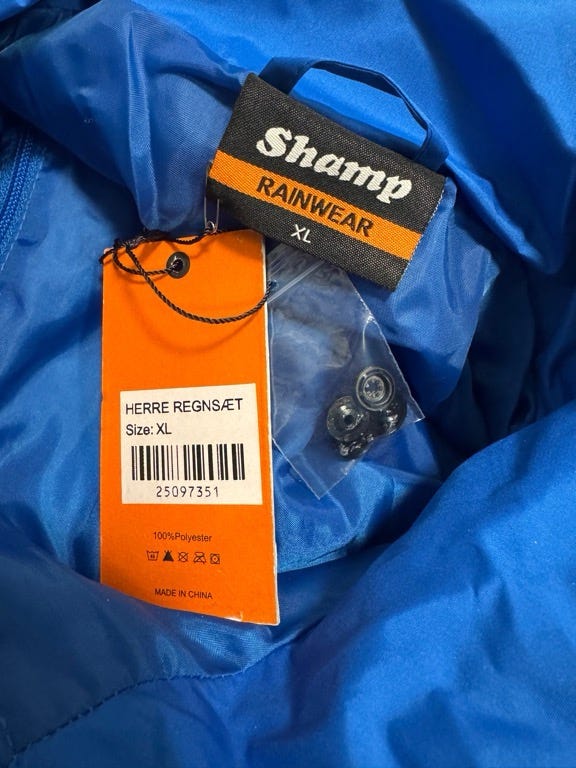 Shamp
RAINWEAR
XL
HERRE REGNSÆT
Size: XL
25097351
100%Polyester
MADE IN CHINA